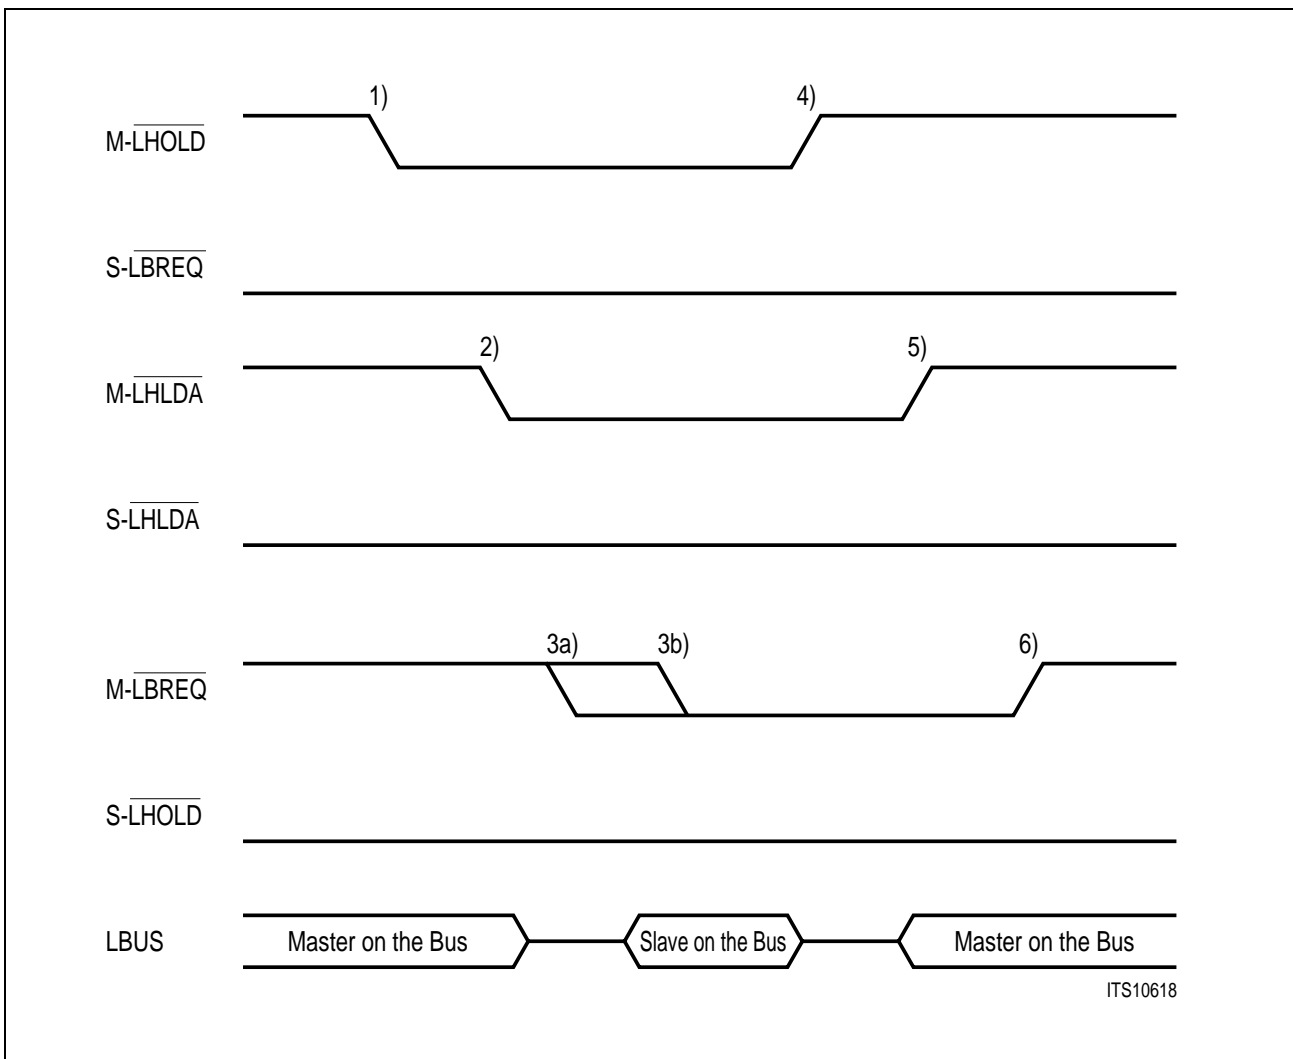 1) 4)
M-LHOLD
S-LBREQ
2) 5)
M-LHLDA
S-LHLDA
3a) 3b) 6)
M-LBREQ
S-LHOLD
LBUS Master on the Bus Slave on the Bus Master on the Bus
ITS10618